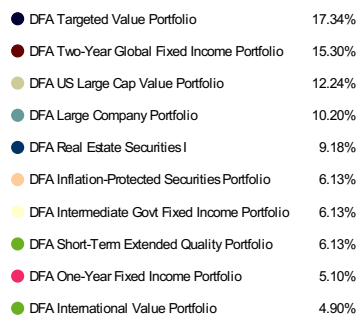 DFA Targeted Value Portfolio 17.34%
DFA Two-Year Global Fixed Income Portfolio 15.30%
DFA US Large Cap Value Portfolio 12.24%
DFA Large Company Portfolio 10.20%
DFA Real Estate Securities I 9.18%
DFA Inflation-Protected Securities Portfolio 6.13%
DFA Intermediate Govt Fixed Income Portfolio 6.13%
DFA Short-Term Extended Quality Portfolio 6.13%
DFA One-Year Fixed Income Portfolio 5.10%
DFA International Value Portfolio 4.90%